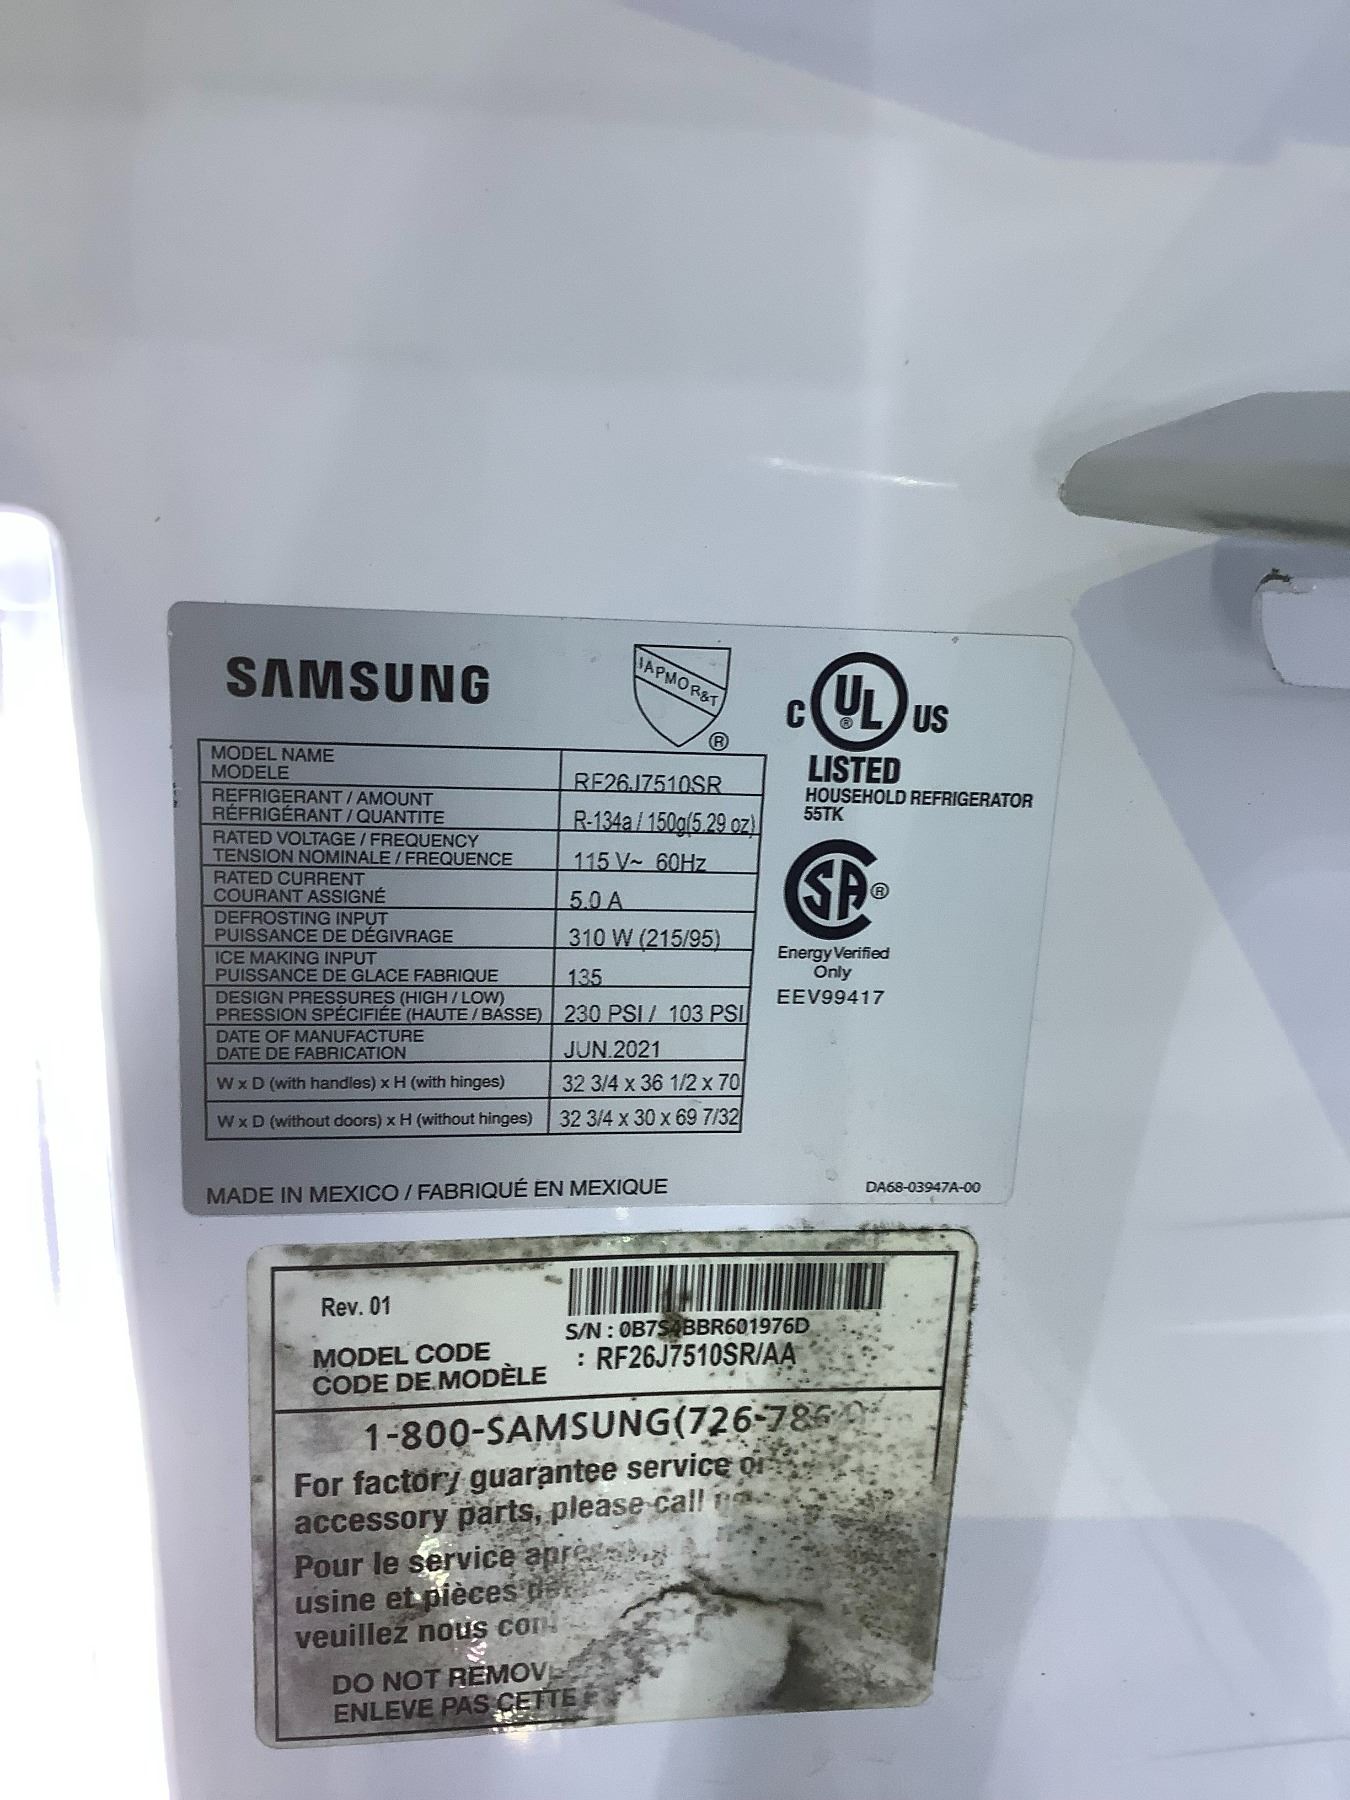 SAMSUNG
IAPMO R&T
®
C UL ® US
LISTED
HOUSEHOLD REFRIGERATOR
55TK
MODEL NAME
MODELE
RF26J7510SR
REFRIGERANT / AMOUNT
RÉFRIGÉRANT / QUANTITE
R-134a / 150g(5.29 oz)
RATED VOLTAGE / FREQUENCY
TENSION NOMINALE / FREQUENCE
115 V~ 60Hz
RATED CURRENT
COURANT ASSIGNÉ
5.0 A
DEFROSTING INPUT
PUISSANCE DE DÉGIVRAGE
310 W (215/95)
ICE MAKING INPUT
PUISSANCE DE GLACE FABRIQUE
135
DESIGN PRESSURES (HIGH / LOW)
PRESSION SPÉCIFIÉE (HAUTE / BASSE)
230 PSI / 103 PSI
DATE OF MANUFACTURE
DATE DE FABRICATION
JUN.2021
W x D (with handles) x H (with hinges)
32 3/4 x 36 1/2 x 70
W x D (without doors) x H (without hinges)
32 3/4 x 30 x 69 7/32
SA ®
Energy Verified
Only
EEV99417
MADE IN MEXICO / FABRIQUÉ EN MEXIQUE
DA68-03947A-00
Rev. 01
S/N : 0B7S4BBR601976D
MODEL CODE
CODE DE MODÈLE
: RF26J7510SR/AA
1-800-SAMSUNG(726-786
For factory guarantee service or
accessory parts, please call
Pour le service après
usine et pièces
veuillez nous
DO NOT REMOV
ENLEVE PAS CETTE